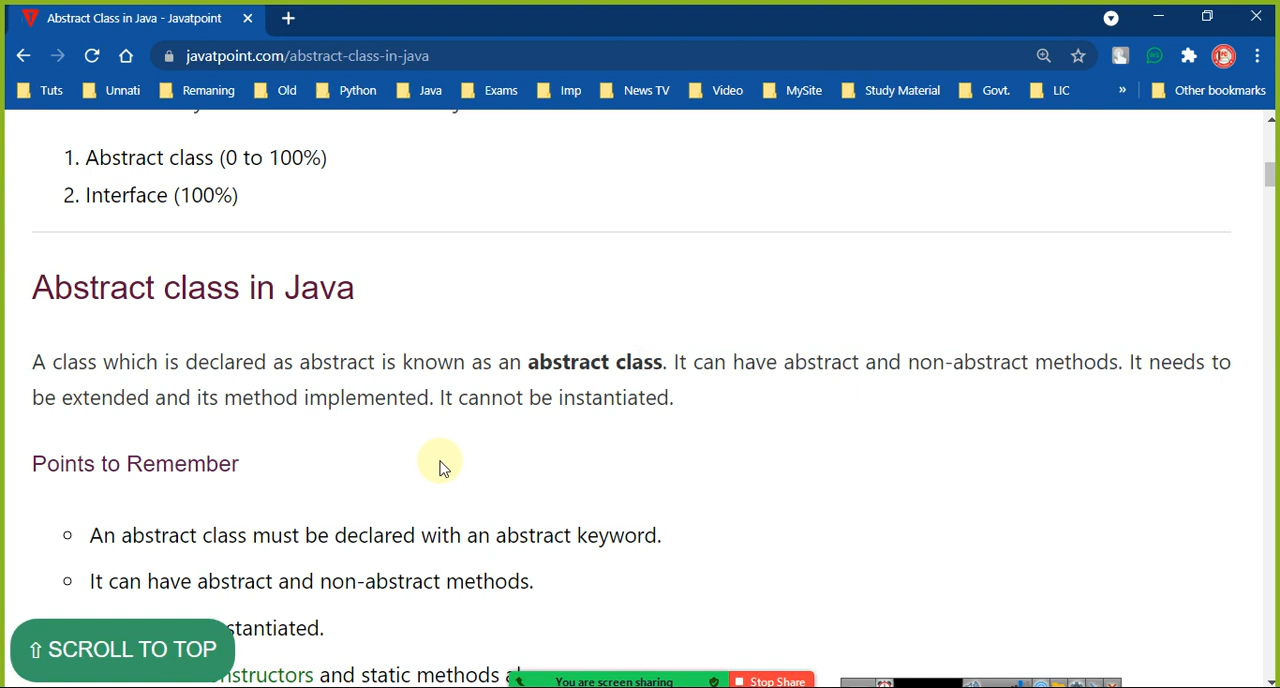 Abstract Class in Java - Javatpoint
javatpoint.com/abstract-class-in-java
Tuts Unnati Remaning Old Python Java Exams Imp News TV Video MySite Study Material Govt. LIC » Other bookmarks
1. Abstract class (0 to 100%)
2. Interface (100%)
Abstract class in Java
A class which is declared as abstract is known as an abstract class. It can have abstract and non-abstract methods. It needs to
be extended and its method implemented. It cannot be instantiated.
Points to Remember
An abstract class must be declared with an abstract keyword.
It can have abstract and non-abstract methods.
stantiated.
⇧ SCROLL TO TOP
nstructors and static methods
You are screen sharing Stop Share